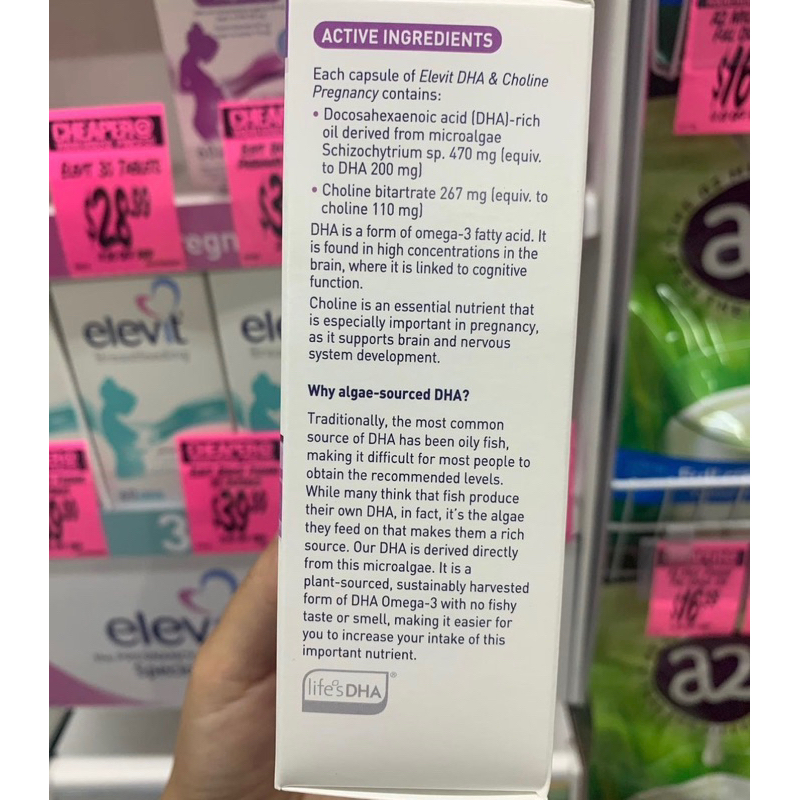 ACTIVE INGREDIENTS
Each capsule of Elevit DHA & Choline
Pregnancy contains:
• Docosahexaenoic acid (DHA)-rich
oil derived from microalgae
Schizochytrium sp. 470 mg (equiv.
to DHA 200 mg)
• Choline bitartrate 267 mg (equiv. to
choline 110 mg)
DHA is a form of omega-3 fatty acid. It
is found in high concentrations in the
brain, where it is linked to cognitive
function.
Choline is an essential nutrient that
is especially important in pregnancy,
as it supports brain and nervous
system development.
Why algae-sourced DHA?
Traditionally, the most common
source of DHA has been oily fish,
making it difficult for most people to
obtain the recommended levels.
While many think that fish produce
their own DHA, in fact, it's the algae
they feed on that makes them a rich
source. Our DHA is derived directly
from this microalgae. It is a
plant-sourced, sustainably harvested
form of DHA Omega-3 with no fishy
taste or smell, making it easier for
you to increase your intake of this
important nutrient.
life'sDHA®
CHEAPER
$28
elevit
Breastfeeding
el
CHEAPER
$39
3
elev
a
$16
a2